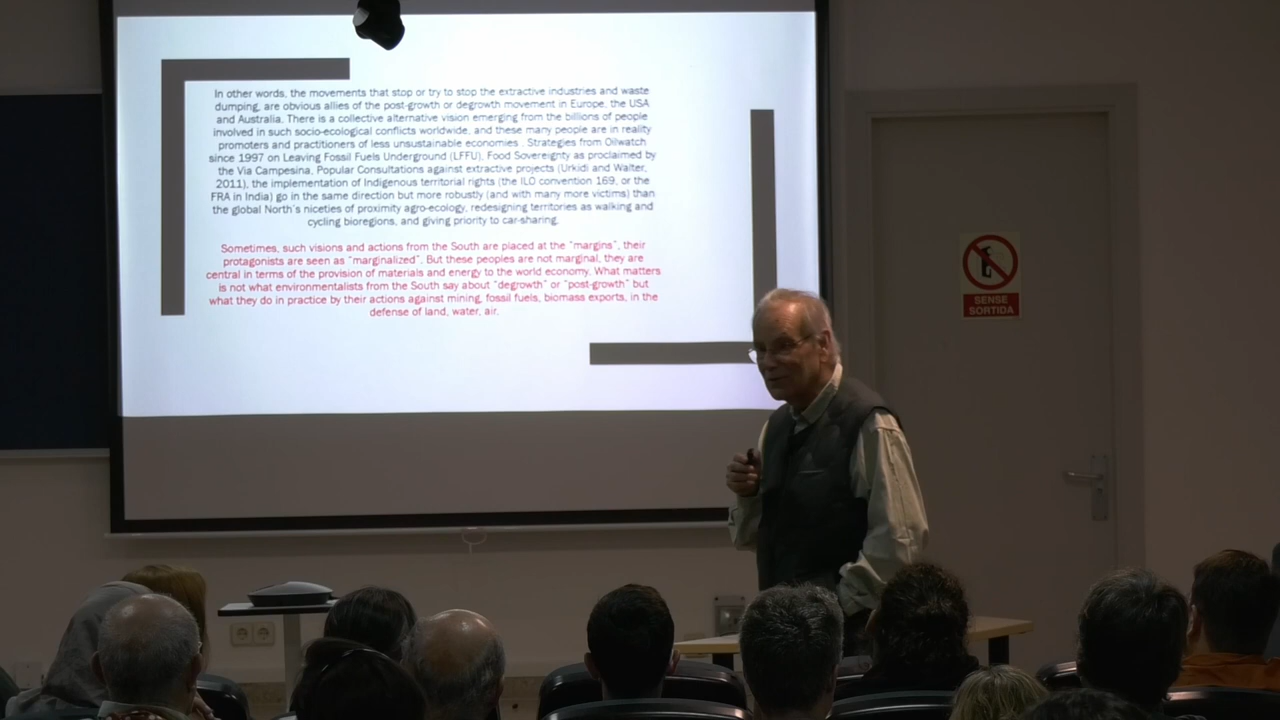 In other words, the movements that stop or try to stop the extractive industries and waste
dumping, are obvious allies of the post-growth or degrowth movement in Europe, the USA
and Australia. There is a collective alternative vision emerging from the billions of people
involved in such socio-ecological conflicts worldwide, and these many people are in reality
promoters and practitioners of less unsustainable economies . Strategies from Oilwatch
since 1997 on Leaving Fossil Fuels Underground (LFFU), Food Sovereignty as proclaimed by
the Via Campesina, Popular Consultations against extractive projects (Urkidi and Walter,
2011), the implementation of Indigenous territorial rights (the ILO convention 169, or the
FRA in India) go in the same direction but more robustly (and with many more victims) than
the global North's niceties of proximity agro-ecology, redesigning territories as walking and
cycling bioregions, and giving priority to car-sharing.
Sometimes, such visions and actions from the South are placed at the "margins", their
protagonists are seen as "marginalized". But these peoples are not marginal, they are
central in terms of the provision of materials and energy to the world economy. What matters
is not what environmentalists from the South say about "degrowth" or "post-growth" but
what they do in practice by their actions against mining, fossil fuels, biomass exports, in the
defense of land, water, air.
SENSE
SORTIDA